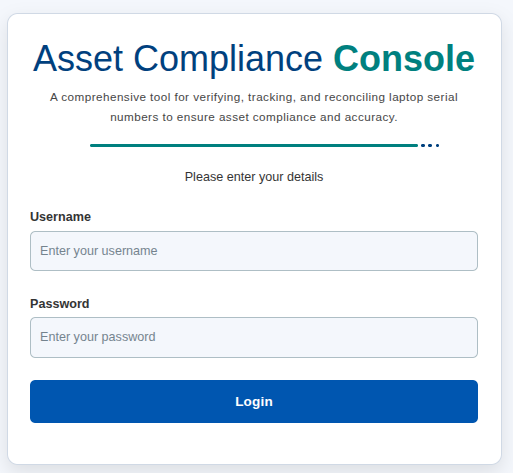 Asset Compliance Console
A comprehensive tool for verifying, tracking, and reconciling laptop serial
numbers to ensure asset compliance and accuracy.
Please enter your details
Username
Enter your username
Password
Enter your password
Login